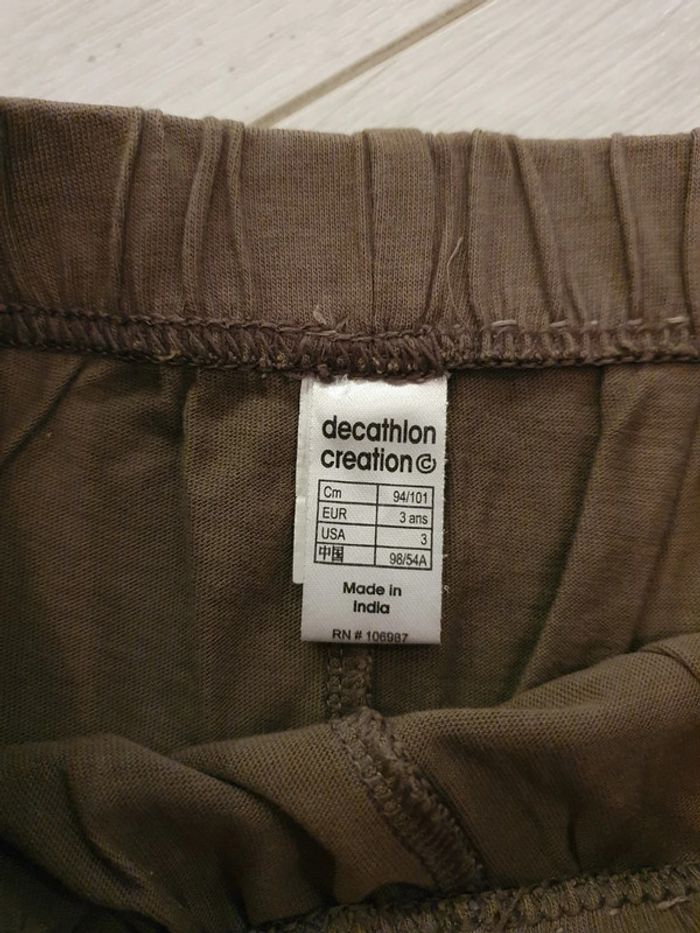 decathlon
creation ©
Cm 94/101
EUR 3 ans
USA 3
中国 98/54A
Made in
India
RN # 106987